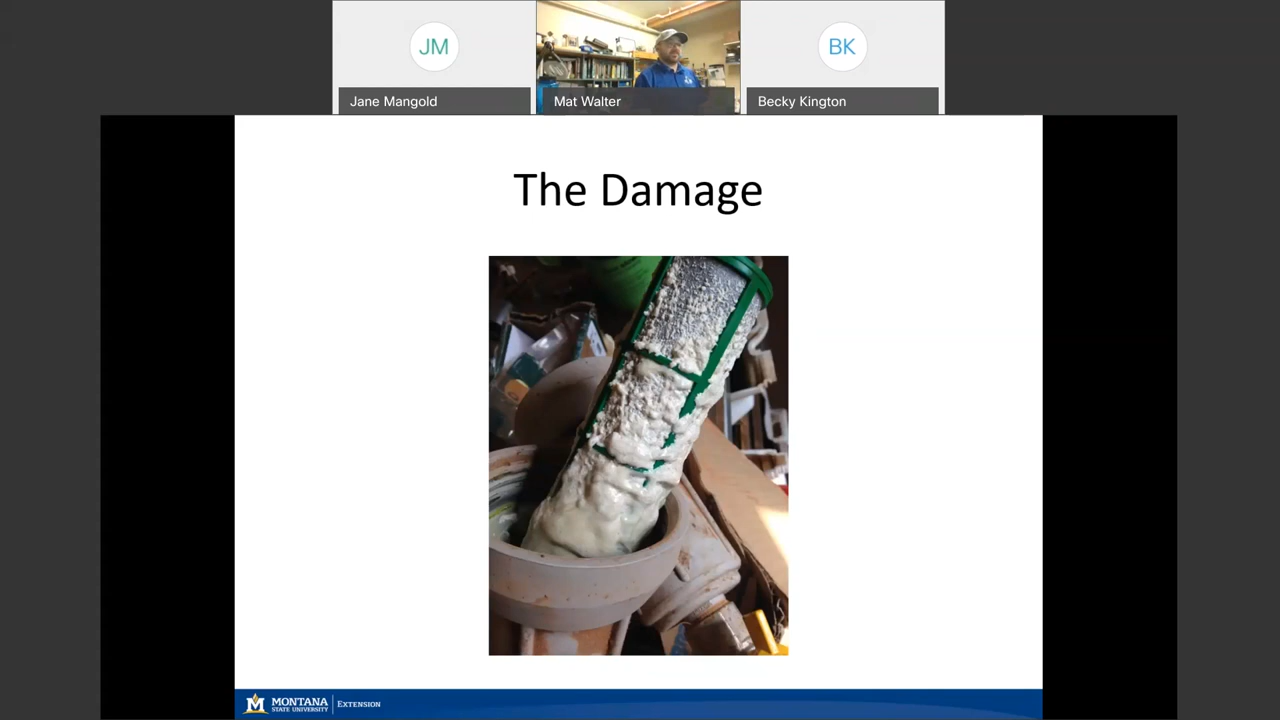 JM
BK
Jane Mangold
Mat Walter
Becky Kington
The Damage
M
MONTANA
STATE UNIVERSITY
EXTENSION